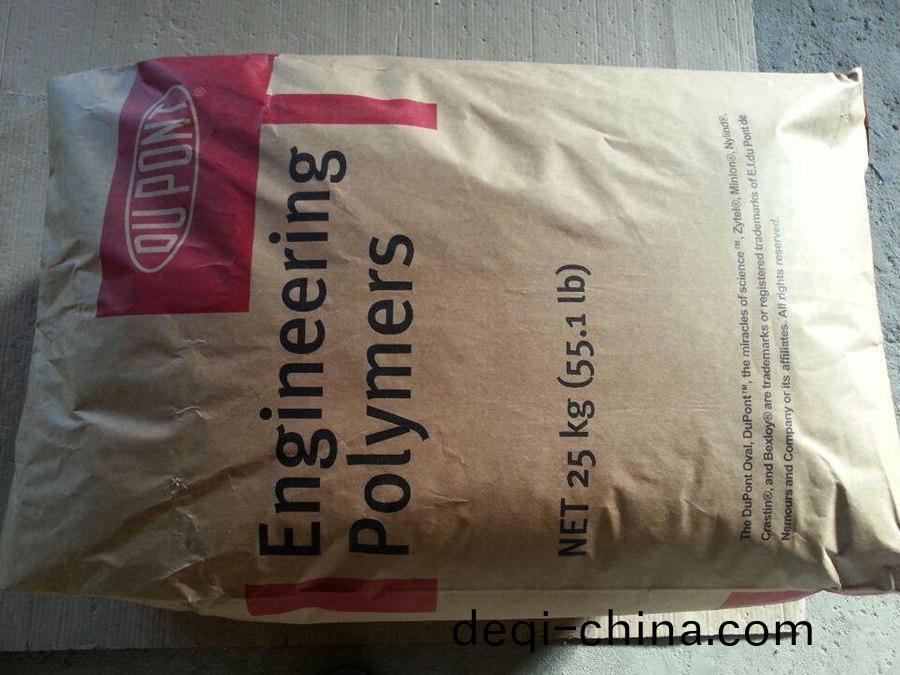 DUPONT®
Engineering
Polymers
NET 25 kg (55.1 lb)
The DuPont Oval, DuPont™, the miracles of science™, Zytel®, Minlon®, Nylind®,
Crastin®, and Bexloy® are trademarks or registered trademarks of E.I.du Pont de
Nemours and Company or its affiliates. All rights reserved.
deqi-china.com